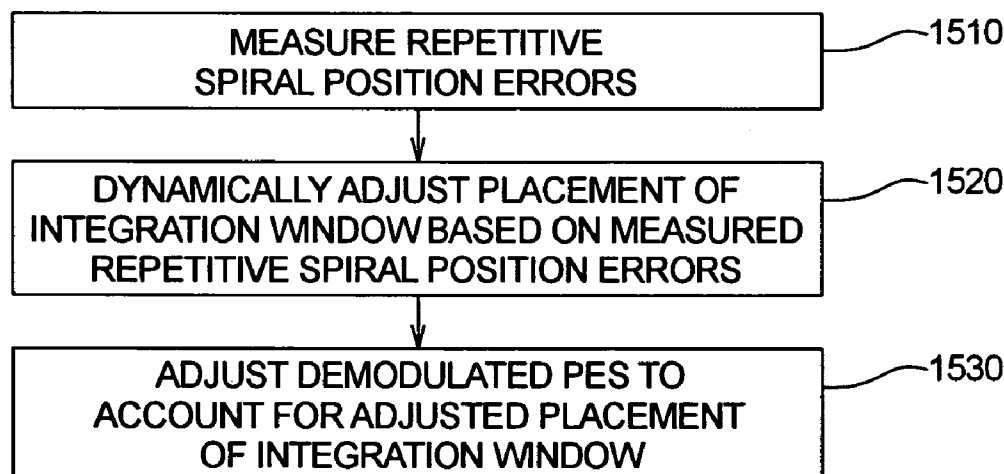 MEASURE REPETITIVE
SPIRAL POSITION ERRORS
1510
DYNAMICALLY ADJUST PLACEMENT OF
INTEGRATION WINDOW BASED ON MEASURED
REPETITIVE SPIRAL POSITION ERRORS
1520
ADJUST DEMODULATED PES TO
ACCOUNT FOR ADJUSTED PLACEMENT
OF INTEGRATION WINDOW
1530